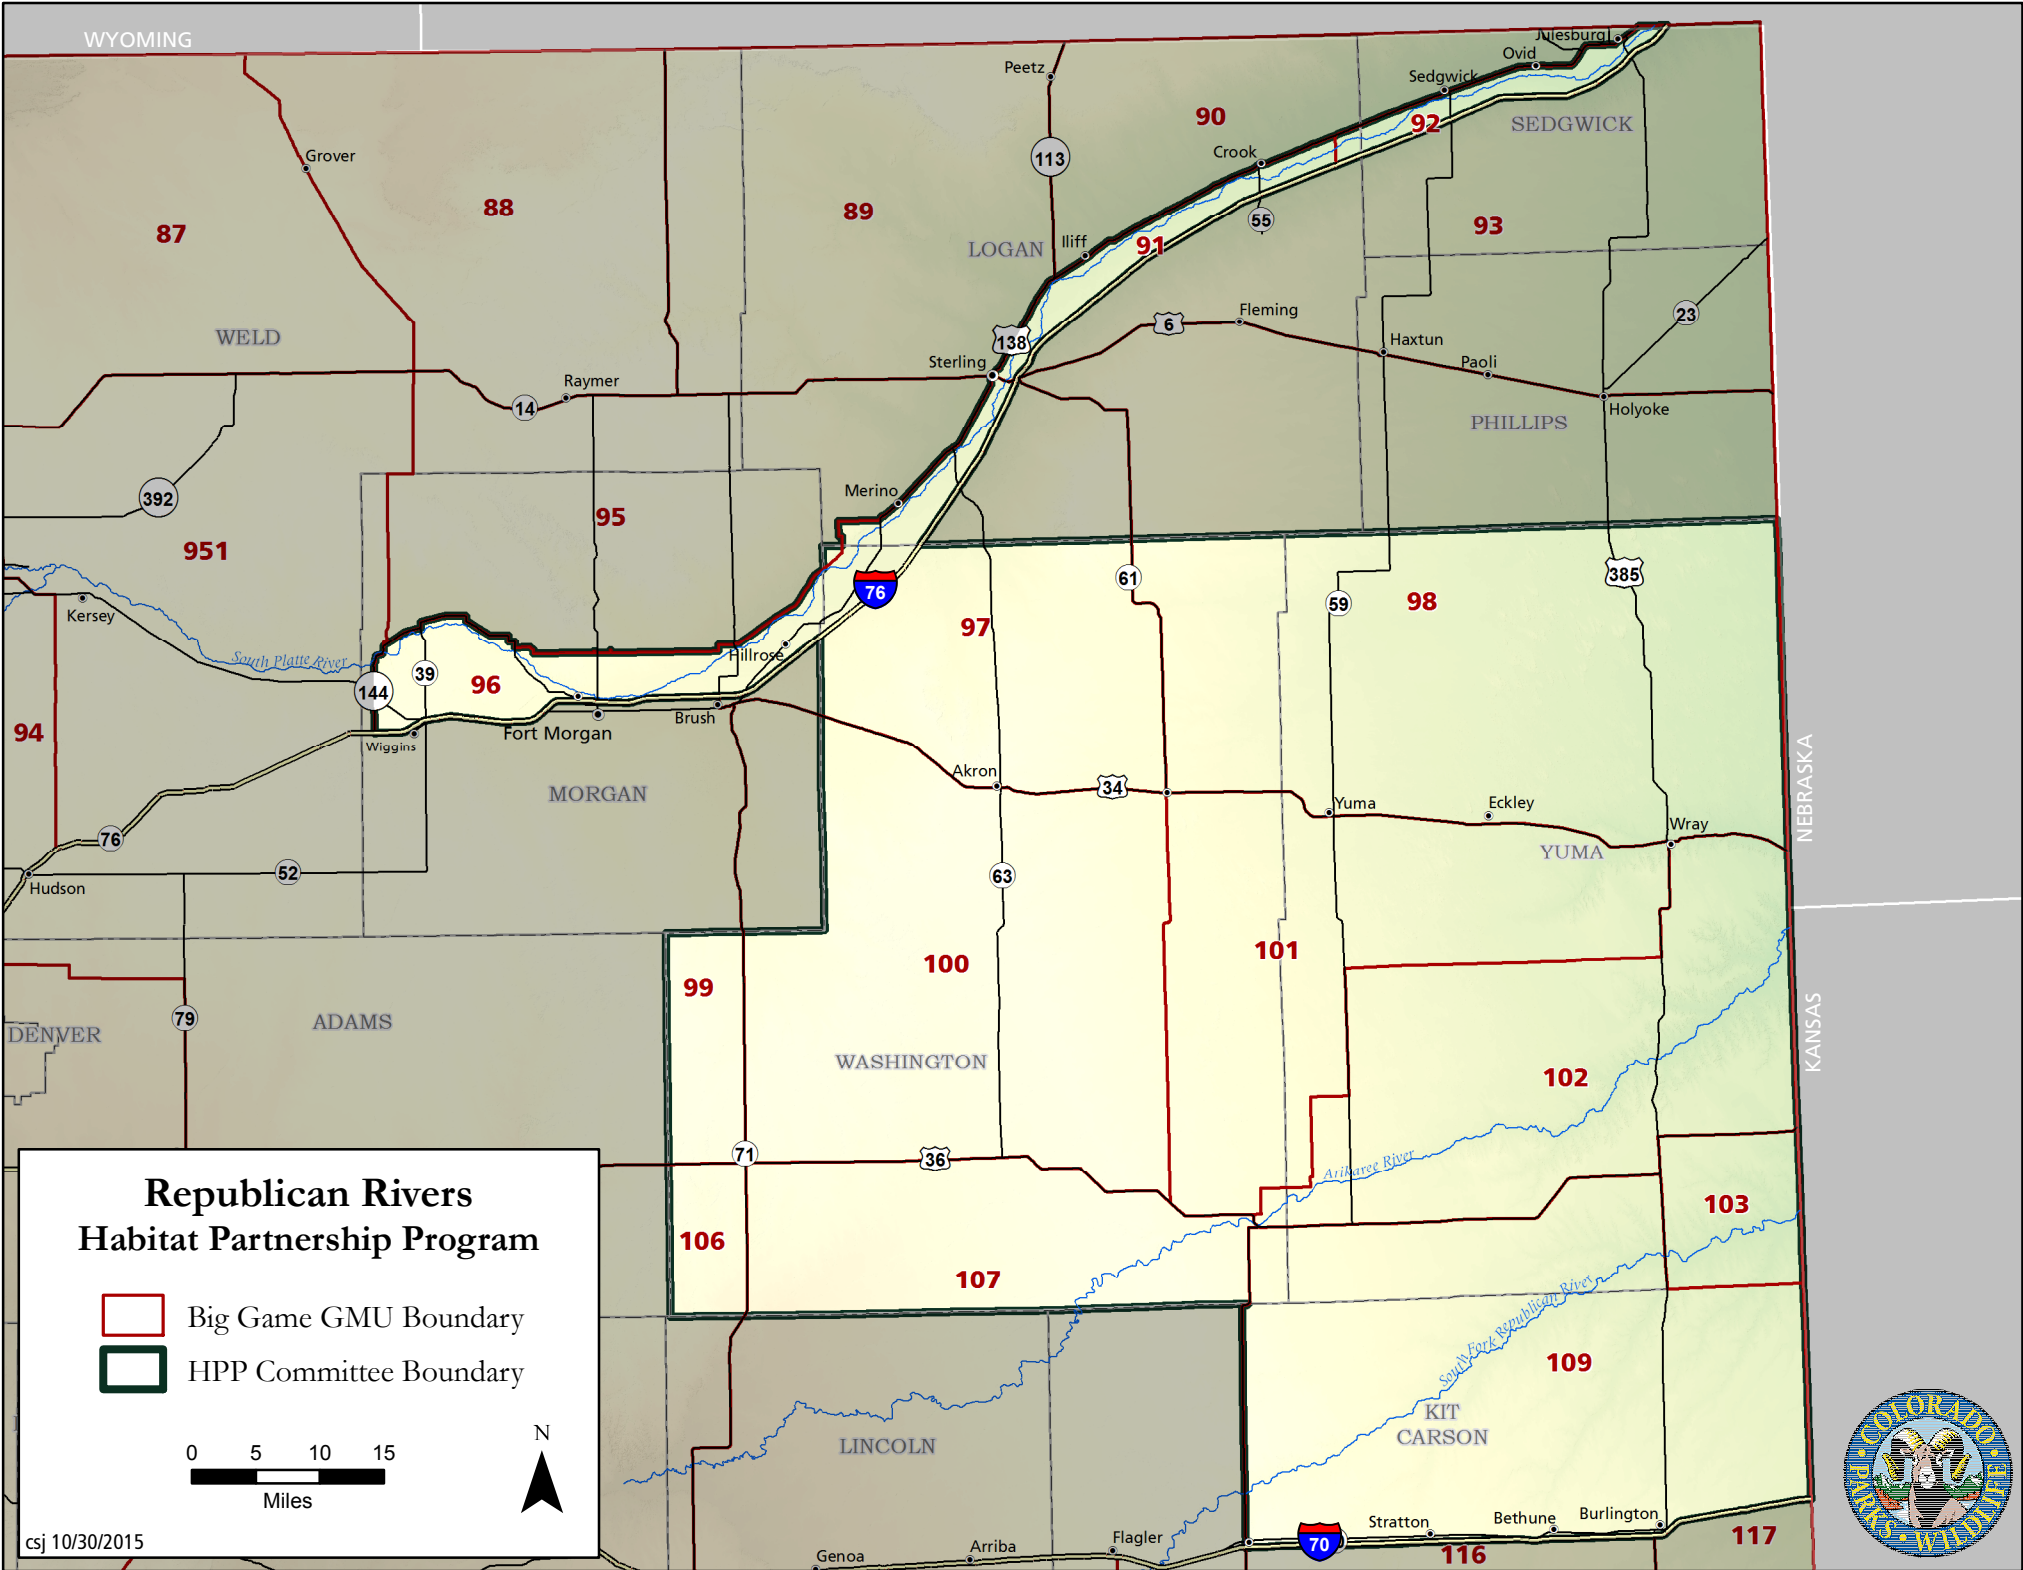 WYOMING
Julesburg
Ovid
Peetz
Sedgwick
90
92
SEDGWICK
Grover
113
Crook
88
89
55
93
87
Iliff
LOGAN
91
23
Fleming
6
WELD
138
Haxtun
Sterling
Paoli
Raymer
14
Holyoke
PHILLIPS
392
Merino
95
951
385
61
76
98
59
Kersey
97
Hillrose
South Platte River
39
96
144
94
Brush
Fort Morgan
Wiggins
NEBRASKA
Akron
34
MORGAN
Yuma
Eckley
Wray
76
YUMA
52
63
Hudson
101
100
99
79
ADAMS
DENVER
KANSAS
WASHINGTON
102
71
36
Arikaree River
103
106
107
South Fork Republican River
109
KIT
CARSON
LINCOLN
Stratton
Bethune
Burlington
Flagler
70
117
Arriba
116
Genoa
Republican Rivers
Habitat Partnership Program
Big Game GMU Boundary
HPP Committee Boundary
N
0 5 10 15
Miles
csj 10/30/2015
COLORADO
PARKS • WILDLIFE